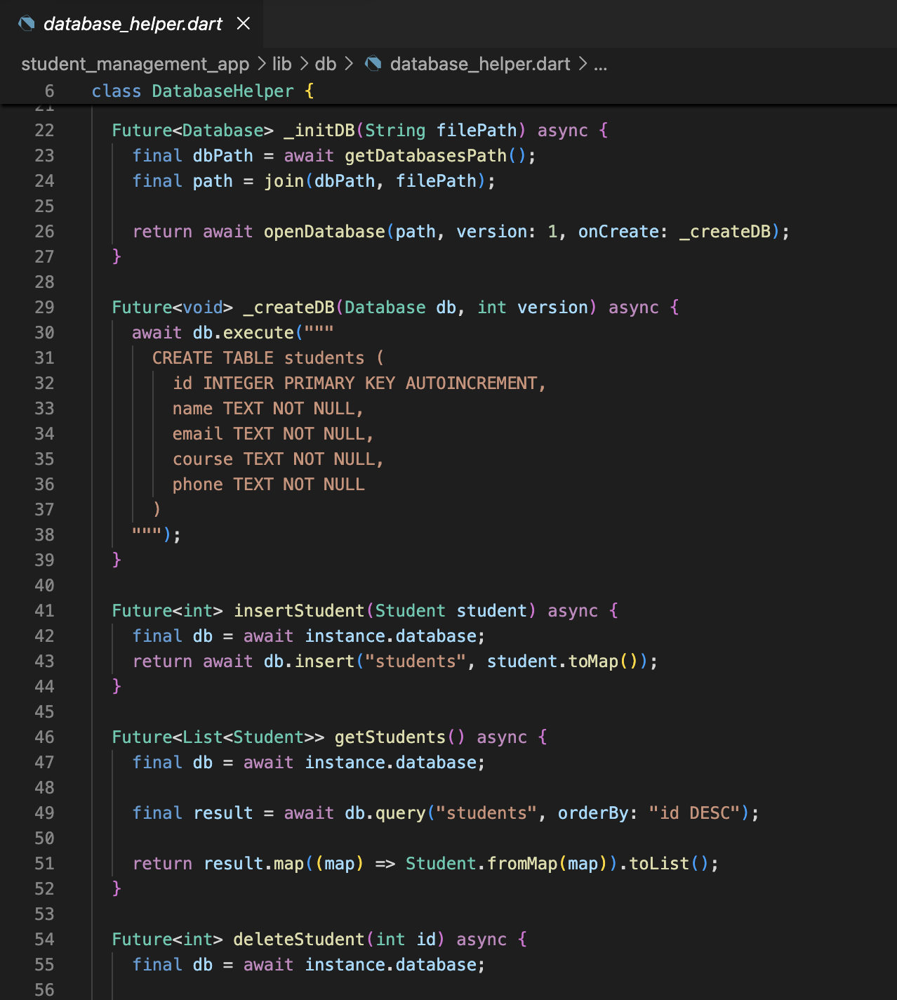 database_helper.dart
student_management_app > lib > db > database_helper.dart > ...
6 class DatabaseHelper {
21
22 Future<Database> _initDB(String filePath) async {
23 final dbPath = await getDatabasesPath();
24 final path = join(dbPath, filePath);
25
26 return await openDatabase(path, version: 1, onCreate: _createDB);
27 }
28
29 Future<void> _createDB(Database db, int version) async {
30 await db.execute("""
31 CREATE TABLE students (
32 id INTEGER PRIMARY KEY AUTOINCREMENT,
33 name TEXT NOT NULL,
34 email TEXT NOT NULL,
35 course TEXT NOT NULL,
36 phone TEXT NOT NULL
37 )
38 """);
39 }
40
41 Future<int> insertStudent(Student student) async {
42 final db = await instance.database;
43 return await db.insert("students", student.toMap());
44 }
45
46 Future<List<Student>> getStudents() async {
47 final db = await instance.database;
48
49 final result = await db.query("students", orderBy: "id DESC");
50
51 return result.map((map) => Student.fromMap(map)).toList();
52 }
53
54 Future<int> deleteStudent(int id) async {
55 final db = await instance.database;
56